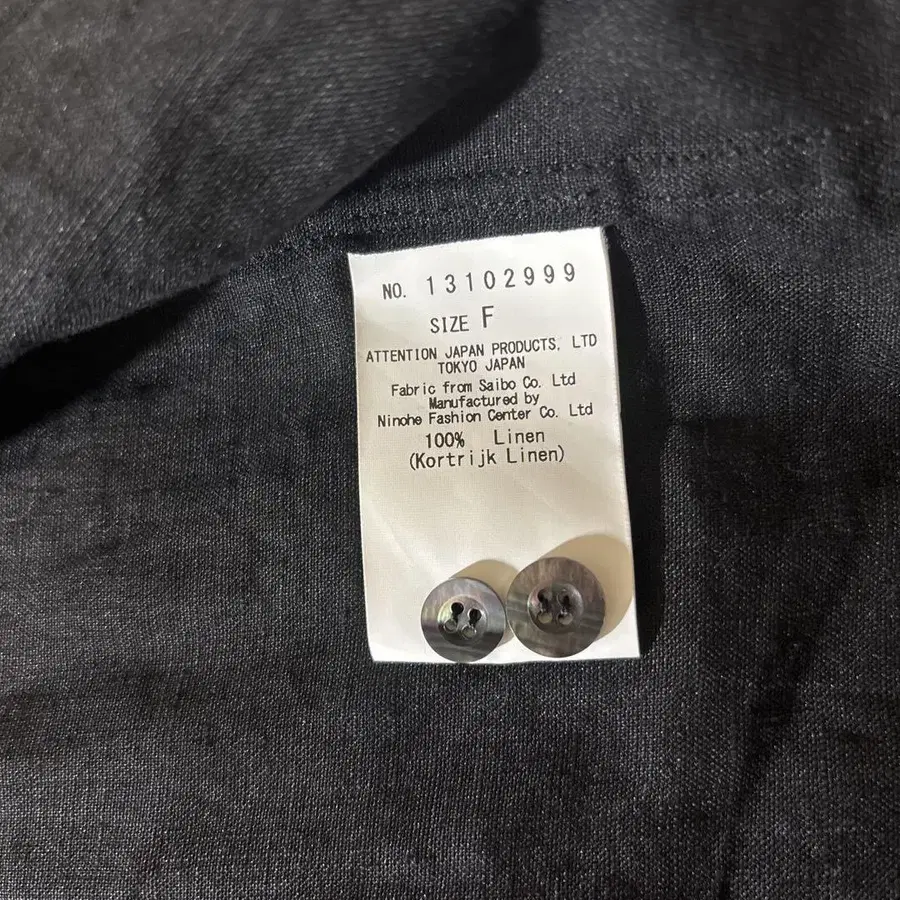 NO. 13102999
SIZE F
ATTENTION JAPAN PRODUCTS, LTD
TOKYO JAPAN
Fabric from Saibo Co. Ltd
Manufactured by
Ninohe Fashion Center Co. Ltd
100% Linen
(Kortrijk Linen)